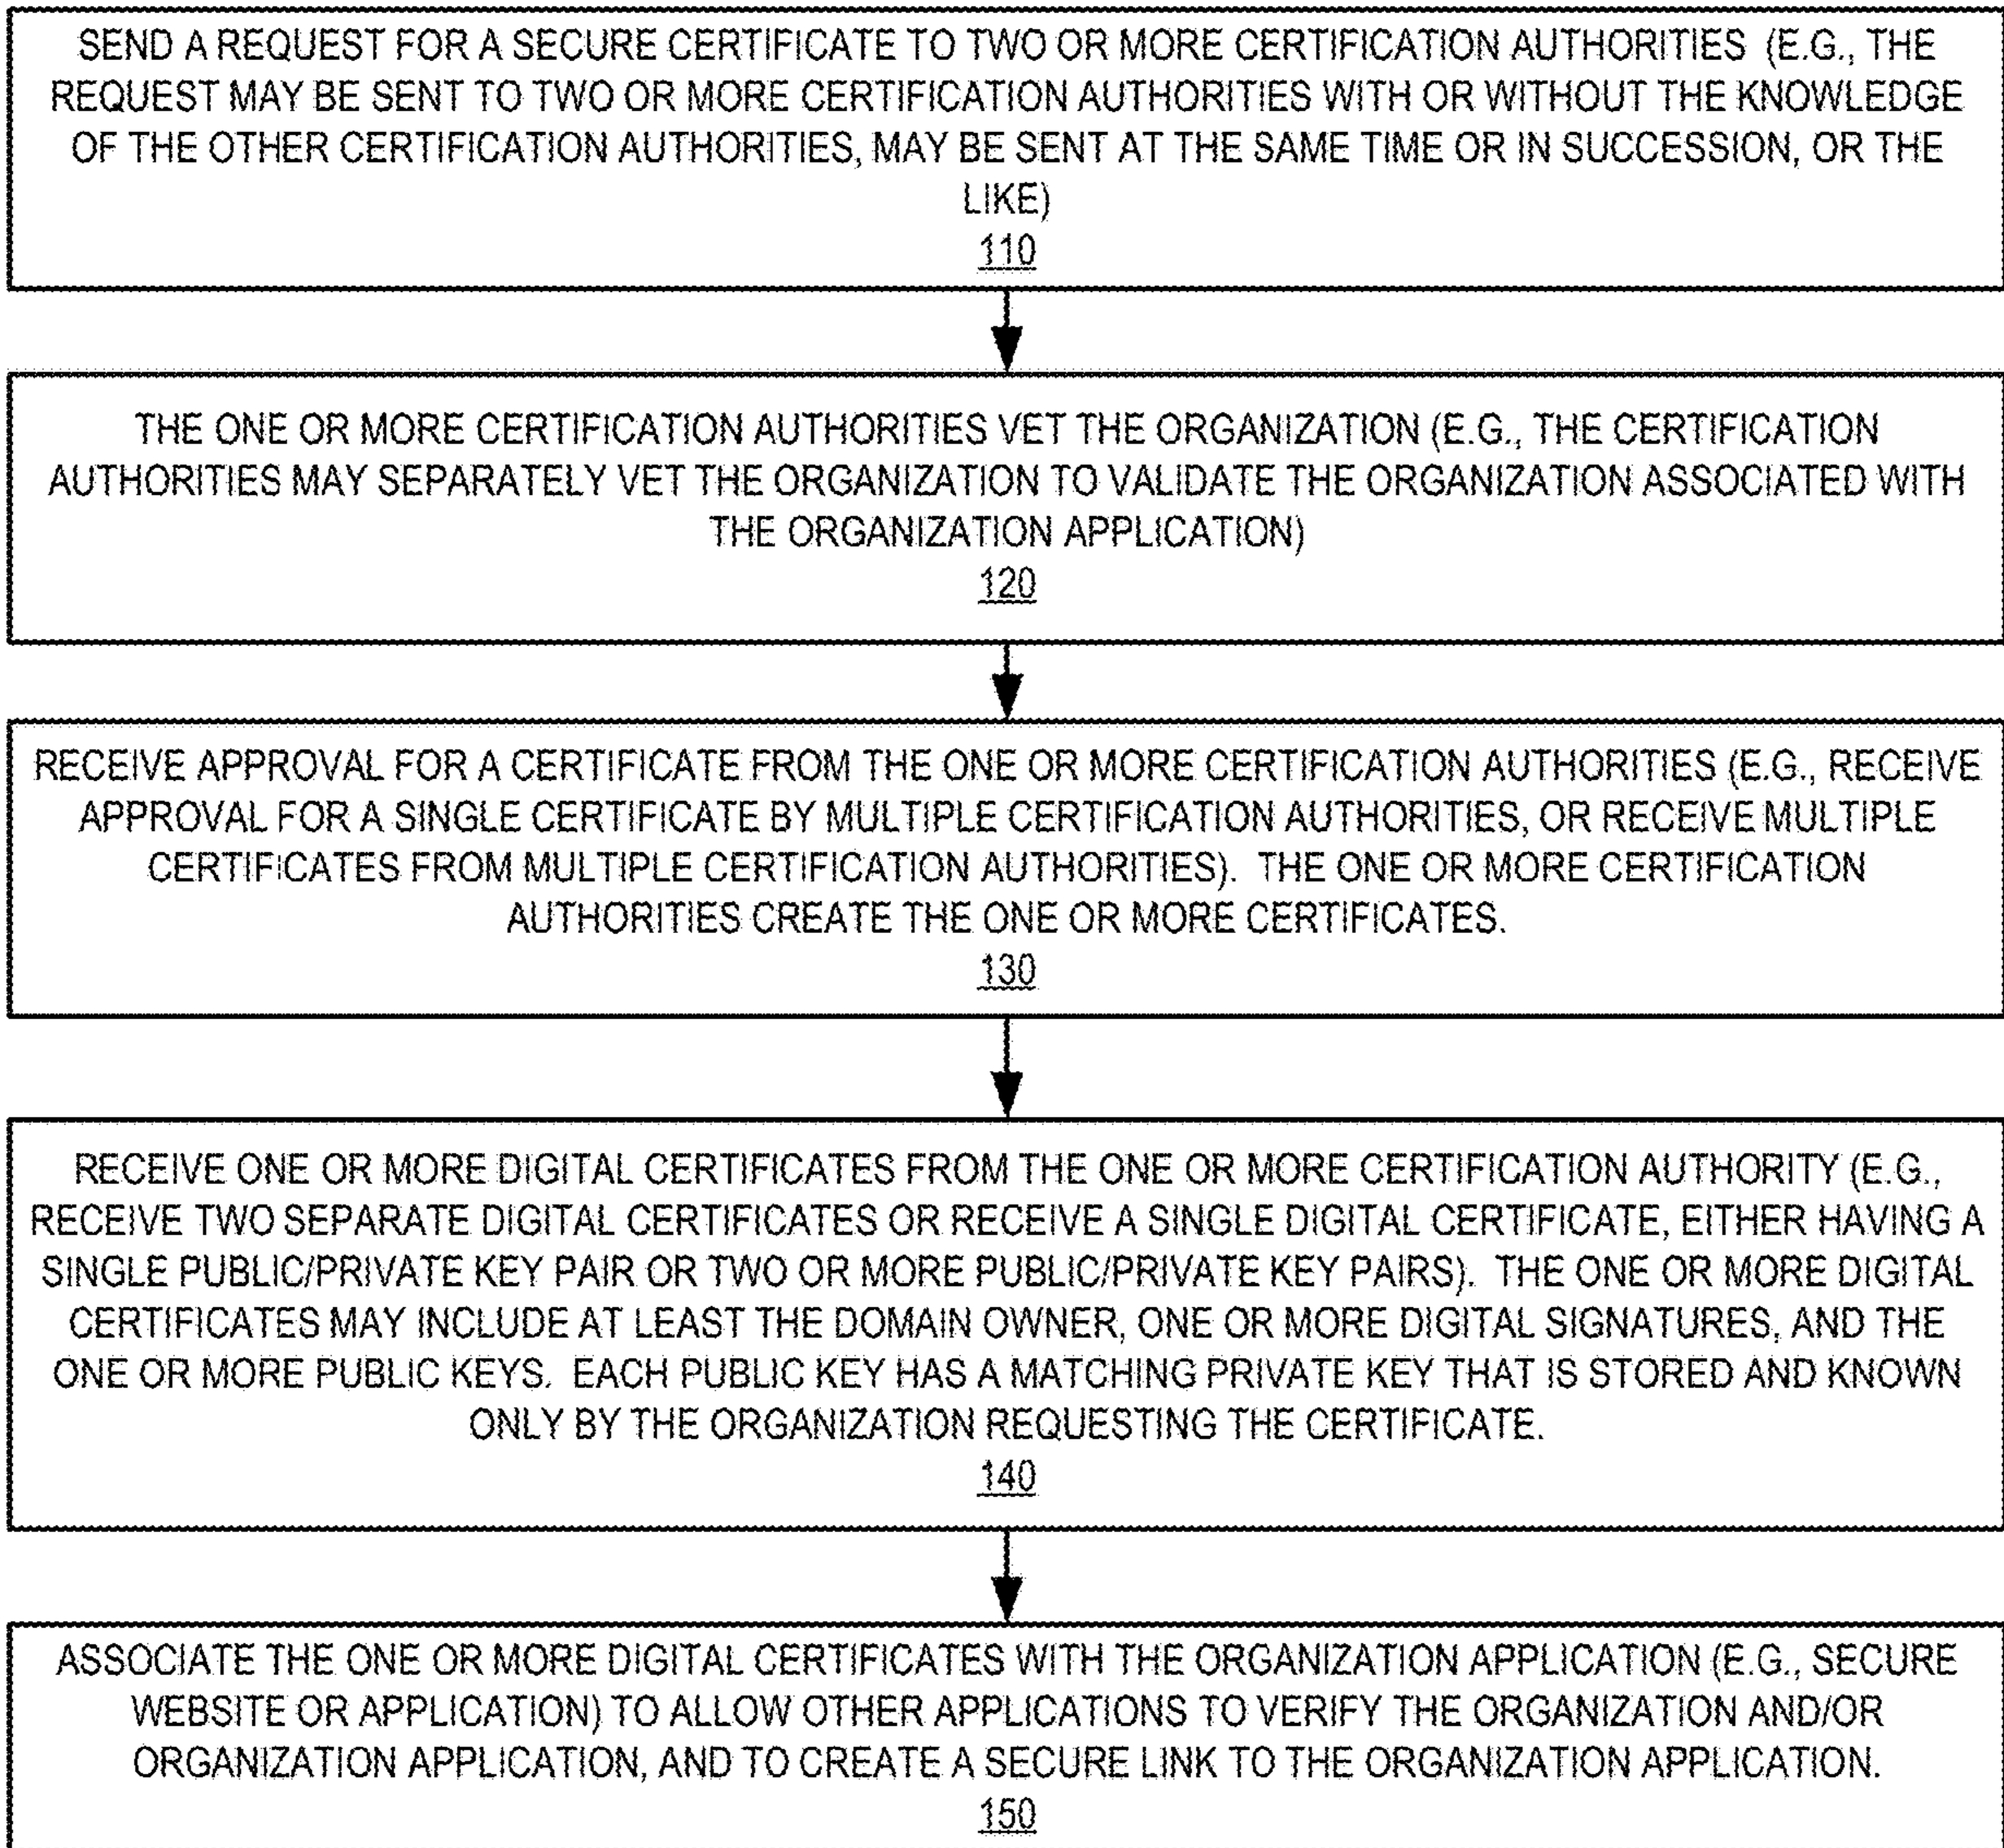 SEND A REQUEST FOR A SECURE CERTIFICATE TO TWO OR MORE CERTIFICATION AUTHORITIES (E.G., THE
REQUEST MAY BE SENT TO TWO OR MORE CERTIFICATION AUTHORITIES WITH OR WITHOUT THE KNOWLEDGE
OF THE OTHER CERTIFICATION AUTHORITIES, MAY BE SENT AT THE SAME TIME OR IN SUCCESSION, OR THE
LIKE)
110
THE ONE OR MORE CERTIFICATION AUTHORITIES VET THE ORGANIZATION (E.G., THE CERTIFICATION
AUTHORITIES MAY SEPARATELY VET THE ORGANIZATION TO VALIDATE THE ORGANIZATION ASSOCIATED WITH
THE ORGANIZATION APPLICATION)
120
RECEIVE APPROVAL FOR A CERTIFICATE FROM THE ONE OR MORE CERTIFICATION AUTHORITIES (E.G., RECEIVE
APPROVAL FOR A SINGLE CERTIFICATE BY MULTIPLE CERTIFICATION AUTHORITIES, OR RECEIVE MULTIPLE
CERTIFICATES FROM MULTIPLE CERTIFICATION AUTHORITIES). THE ONE OR MORE CERTIFICATION
AUTHORITIES CREATE THE ONE OR MORE CERTIFICATES.
130
RECEIVE ONE OR MORE DIGITAL CERTIFICATES FROM THE ONE OR MORE CERTIFICATION AUTHORITY (E.G.,
RECEIVE TWO SEPARATE DIGITAL CERTIFICATES OR RECEIVE A SINGLE DIGITAL CERTIFICATE, EITHER HAVING A
SINGLE PUBLIC/PRIVATE KEY PAIR OR TWO OR MORE PUBLIC/PRIVATE KEY PAIRS). THE ONE OR MORE DIGITAL
CERTIFICATES MAY INCLUDE AT LEAST THE DOMAIN OWNER, ONE OR MORE DIGITAL SIGNATURES, AND THE
ONE OR MORE PUBLIC KEYS. EACH PUBLIC KEY HAS A MATCHING PRIVATE KEY THAT IS STORED AND KNOWN
ONLY BY THE ORGANIZATION REQUESTING THE CERTIFICATE.
140
ASSOCIATE THE ONE OR MORE DIGITAL CERTIFICATES WITH THE ORGANIZATION APPLICATION (E.G., SECURE
WEBSITE OR APPLICATION) TO ALLOW OTHER APPLICATIONS TO VERIFY THE ORGANIZATION AND/OR
ORGANIZATION APPLICATION, AND TO CREATE A SECURE LINK TO THE ORGANIZATION APPLICATION.
150